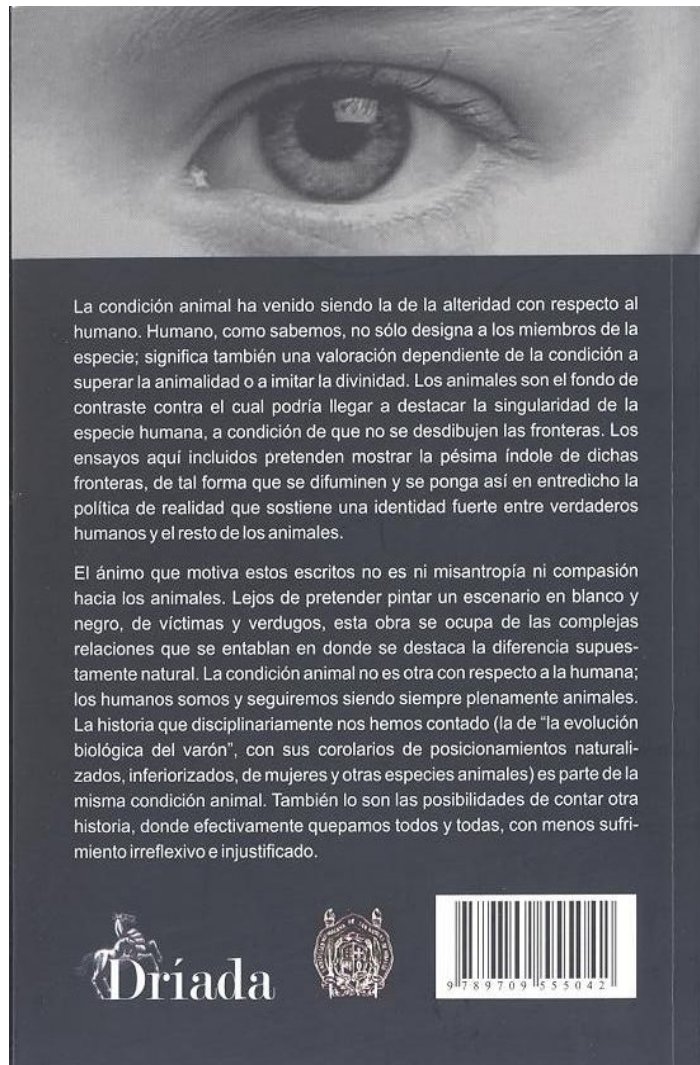 La condición animal ha venido siendo la de la alteridad con respecto al
humano. Humano, como sabemos, no sólo designa a los miembros de la
especie; significa también una valoración dependiente de la condición a
superar la animalidad o a imitar la divinidad. Los animales son el fondo de
contraste contra el cual podría llegar a destacar la singularidad de la
especie humana, a condición de que no se desdibujen las fronteras. Los
ensayos aquí incluidos pretenden mostrar la pésima índole de dichas
fronteras, de tal forma que se difuminen y se ponga así en entredicho la
política de realidad que sostiene una identidad fuerte entre verdaderos
humanos y el resto de los animales.
El ánimo que motiva estos escritos no es ni misantropía ni compasión
hacia los animales. Lejos de pretender pintar un escenario en blanco y
negro, de víctimas y verdugos, esta obra se ocupa de las complejas
relaciones que se entablan en donde se destaca la diferencia supues-
tamente natural. La condición animal no es otra con respecto a la humana;
los humanos somos y seguiremos siendo siempre plenamente animales.
La historia que disciplinariamente nos hemos contado (la de "la evolución
biológica del varón", con sus corolarios de posicionamientos naturali-
zados, inferiorizados, de mujeres y otras especies animales) es parte de la
misma condición animal. También lo son las posibilidades de contar otra
historia, donde efectivamente quepamos todos y todas, con menos sufri-
miento irreflexivo e injustificado.
Dríada
9 789709 555042